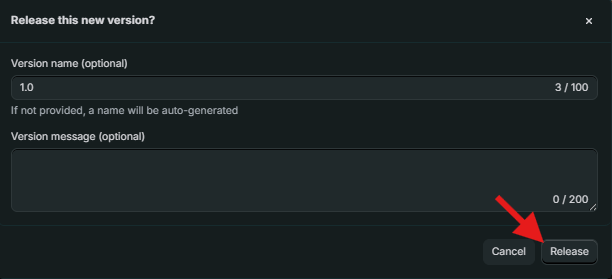 Release this new version?
×
Version name (optional)
1.0 3 / 100
If not provided, a name will be auto-generated
Version message (optional)
0 / 200
Cancel Release